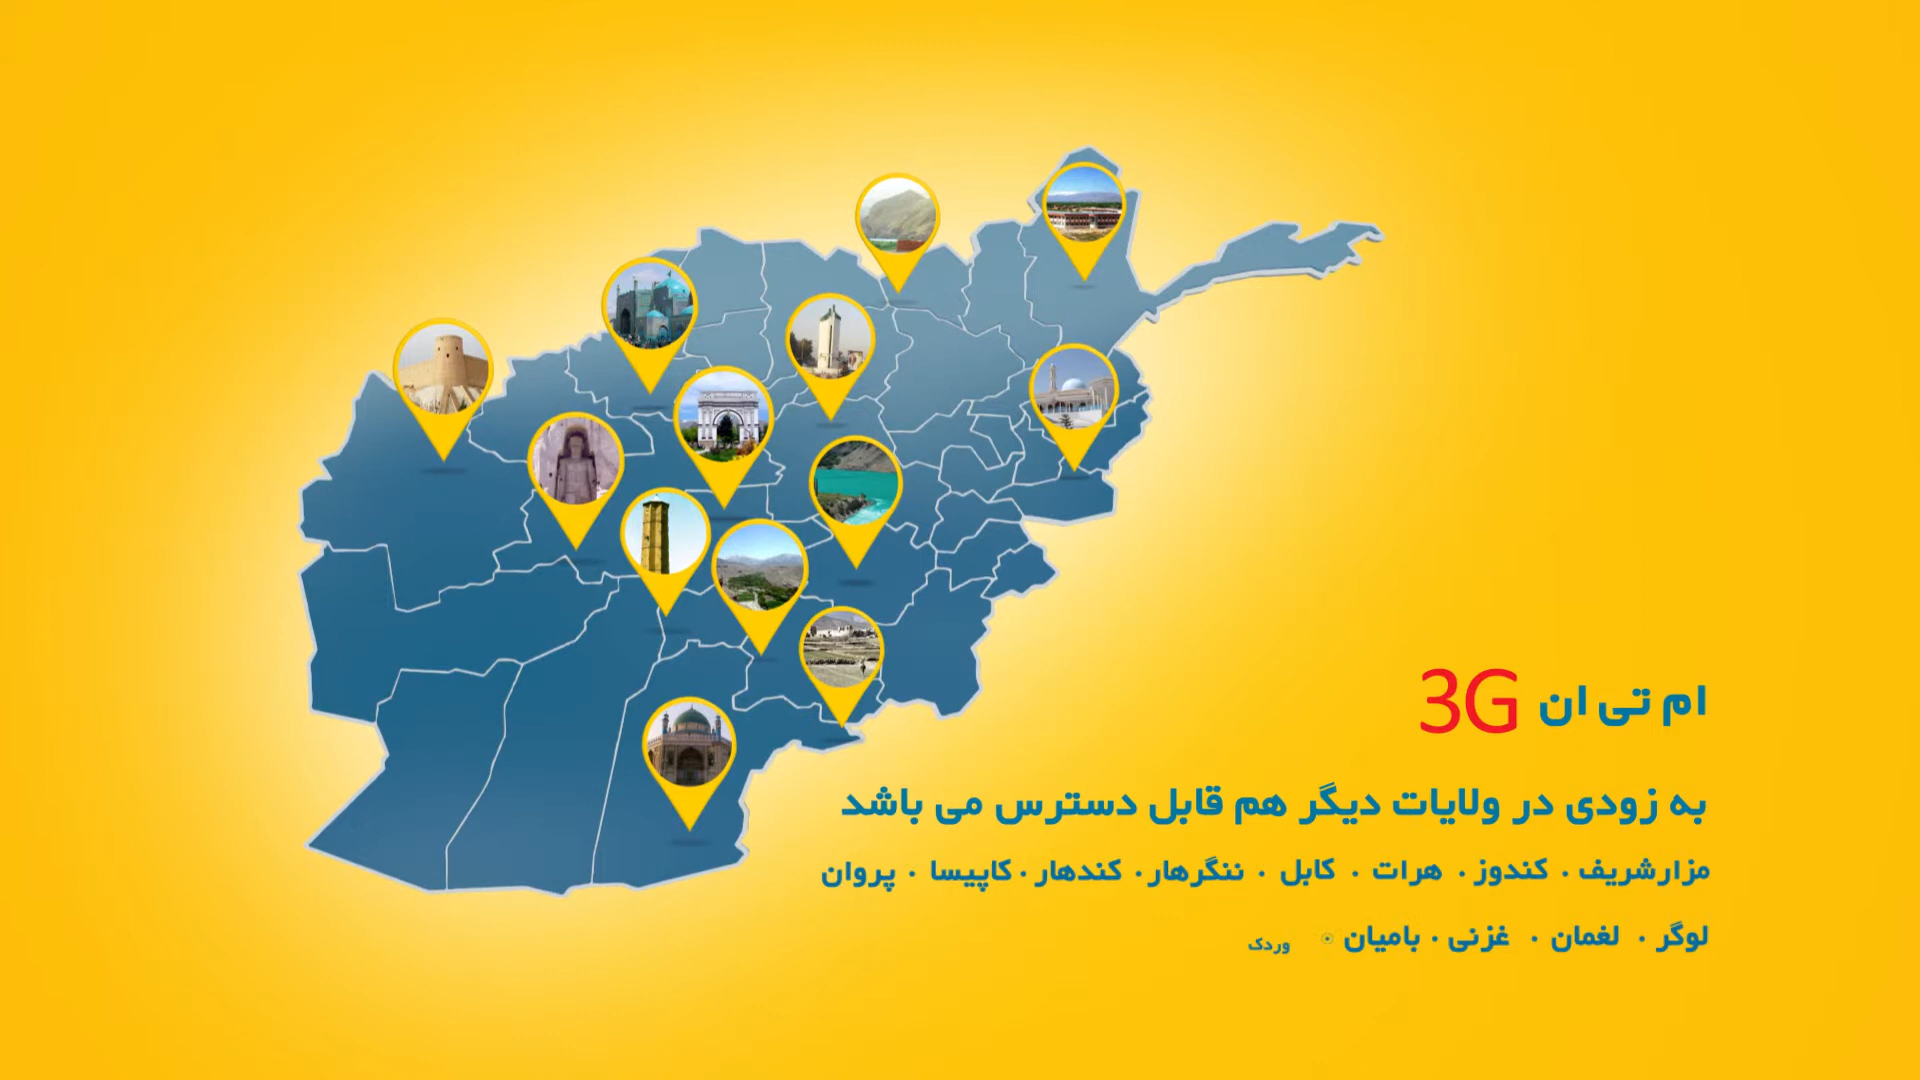 ام تی ان 3G
به زودی در ولایات دیگر هم قابل دسترس می باشد
مزارشریف . کندوز . هرات . کابل . ننگرهار . کندهار . کاپیسا . پروان
لوگر . لغمان . غزنی . بامیان . وردک